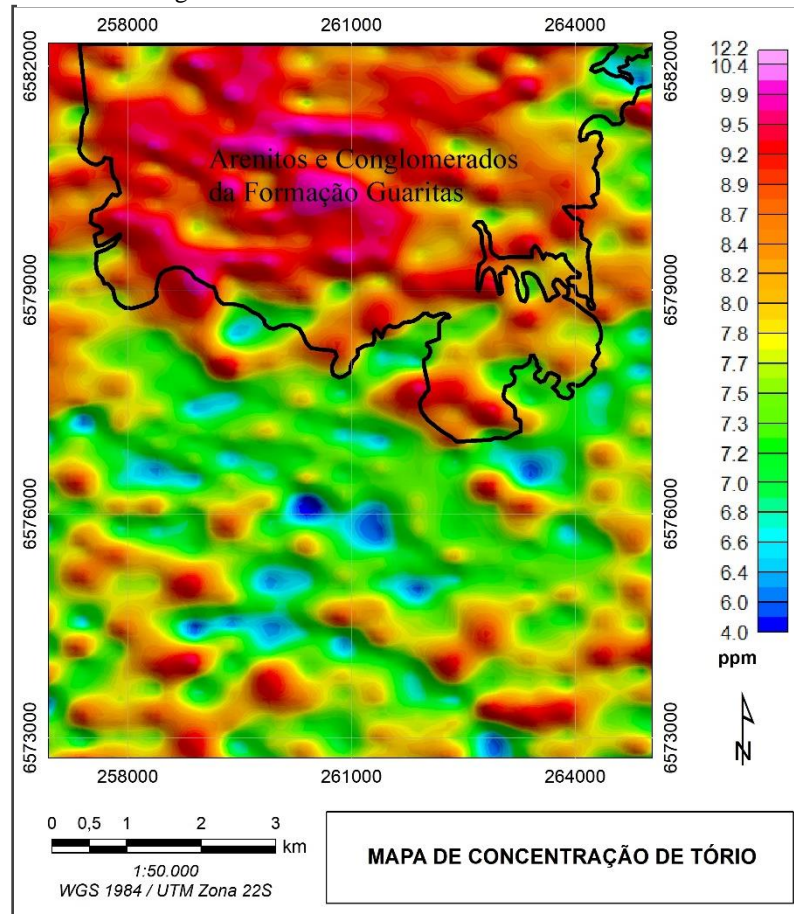 258000 261000 264000
6582000 6582000
Arenitos e Conglomerados
da Formação Guaritas
6579000 6579000
6576000 6576000
6573000 6573000
258000 261000 264000
12.2
10.4
9.9
9.5
9.2
8.9
8.7
8.4
8.2
8.0
7.8
7.7
7.5
7.3
7.2
7.0
6.8
6.6
6.4
6.0
4.0
ppm
N
0 0,5 1 2 3
km
1:50.000
WGS 1984 / UTM Zona 22S
MAPA DE CONCENTRAÇÃO DE TÓRIO